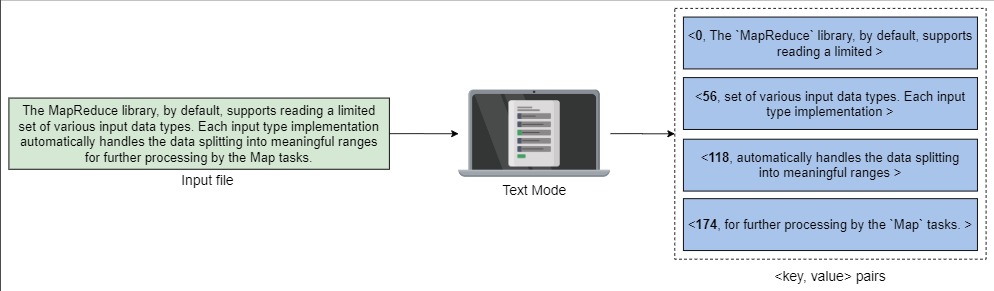 The MapReduce library, by default, supports reading a limited
set of various input data types. Each input type implementation
automatically handles the data splitting into meaningful ranges
for further processing by the Map tasks.
Input file
Text Mode
<0, The `MapReduce` library, by default, supports
reading a limited >
<56, set of various input data types. Each input
type implementation >
<118, automatically handles the data splitting
into meaningful ranges >
<174, for further processing by the `Map` tasks. >
<key, value> pairs